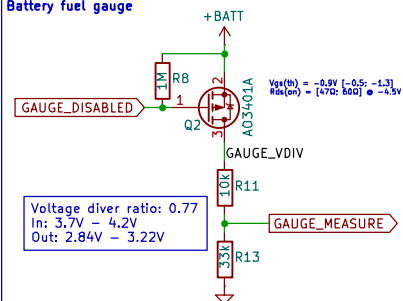 Battery fuel gauge
+BATT
1M
R8
2
Vgs(th) = -0.9V [-0.5; -1.3]
Rds(on) = [47Ω; 60Ω] @ -4.5V
GAUGE_DISABLED
1
AO3401A
Q2
3
GAUGE_VDIV
10k
R11
Voltage diver ratio: 0.77
In: 3.7V - 4.2V
Out: 2.84V - 3.22V
GAUGE_MEASURE
33k
R13